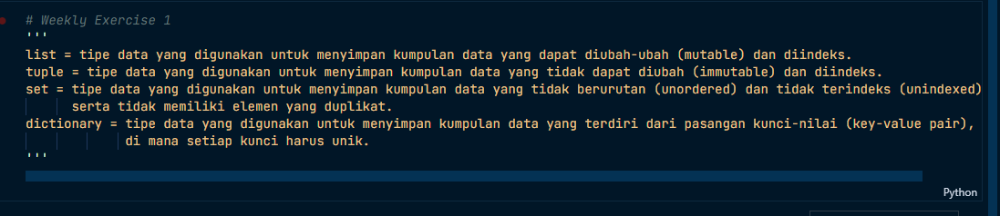 # Weekly Exercise 1
'''
list = tipe data yang digunakan untuk menyimpan kumpulan data yang dapat diubah-ubah (mutable) dan diindeks.
tuple = tipe data yang digunakan untuk menyimpan kumpulan data yang tidak dapat diubah (immutable) dan diindeks.
set = tipe data yang digunakan untuk menyimpan kumpulan data yang tidak berurutan (unordered) dan tidak terindeks (unindexed)
serta tidak memiliki elemen yang duplikat.
dictionary = tipe data yang digunakan untuk menyimpan kumpulan data yang terdiri dari pasangan kunci-nilai (key-value pair),
di mana setiap kunci harus unik.
'''
Python